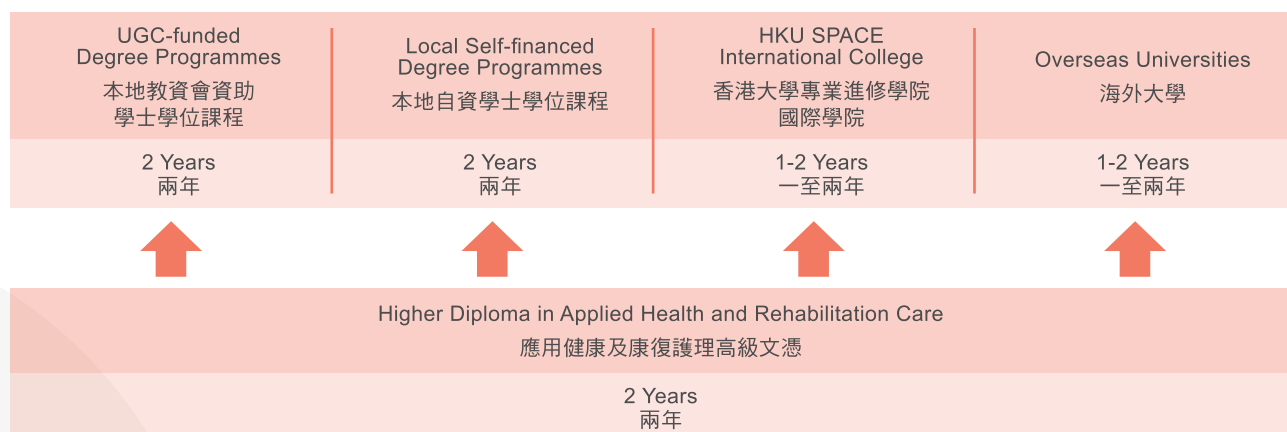 UGC-funded
Degree Programmes
本地教資會資助
學士學位課程
2 Years
兩年
Local Self-financed
Degree Programmes
本地自資學士學位課程
2 Years
兩年
HKU SPACE
International College
香港大學專業進修學院
國際學院
1-2 Years
一至兩年
Overseas Universities
海外大學
1-2 Years
一至兩年
Higher Diploma in Applied Health and Rehabilitation Care
應用健康及康復護理高級文憑
2 Years
兩年